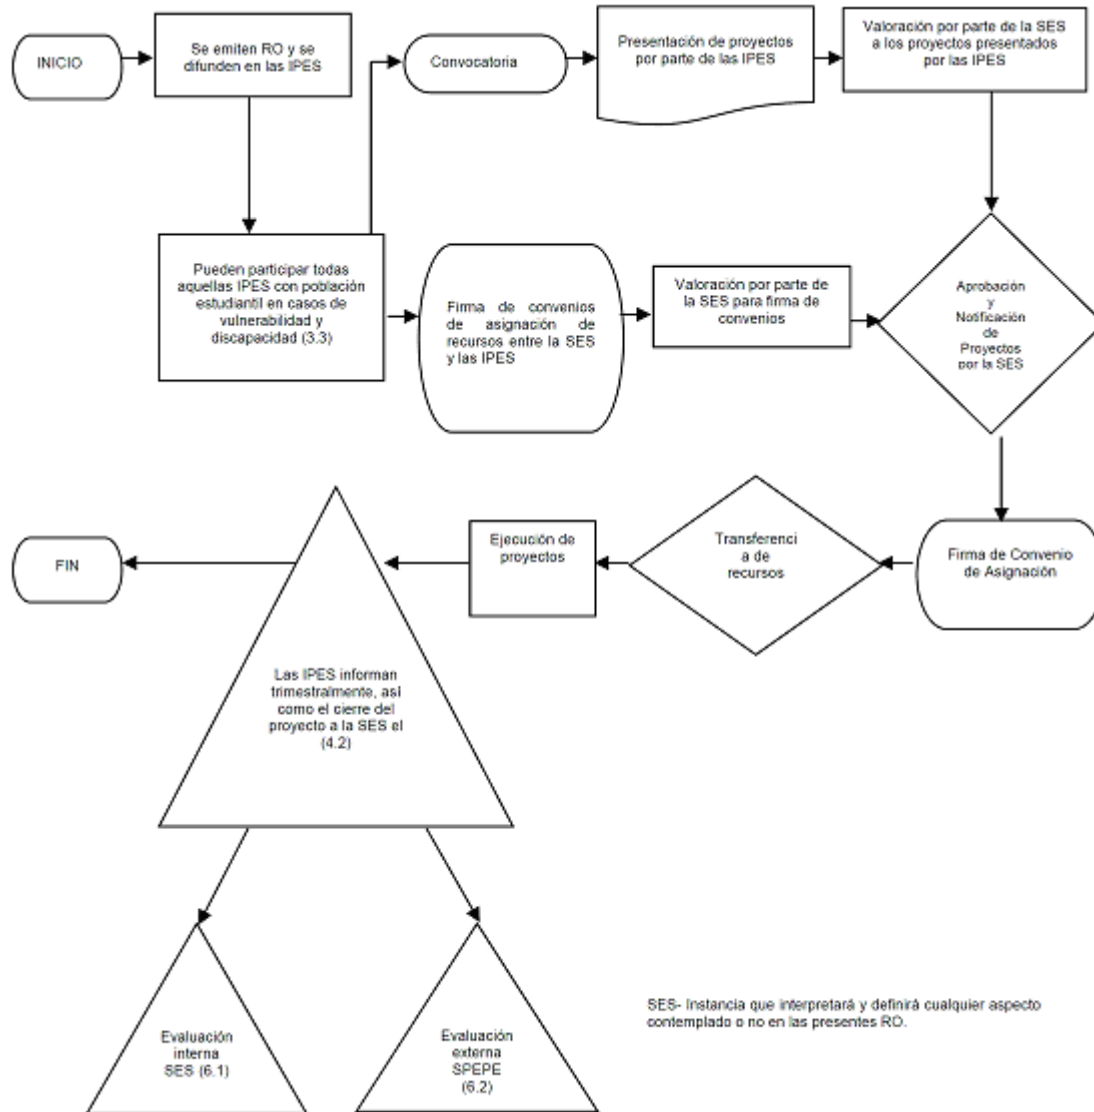 INICIO
Se emiten RO y se
difunden en las IPES
Convocatoria
Presentación de proyectos
por parte de las IPES
Valoración por parte de la SES
a los proyectos presentados
por las IPES
Pueden participar todas
aquellas IPES con población
estudiantil en casos de
vulnerabilidad y
discapacidad (3.3)
Firma de convenios
de asignación de
recursos entre la SES
y las IPES
Valoración por parte de
la SES para firma de
convenios
Aprobación
y
Notificación
de
Proyectos
por la SES
Firma de Convenio
de Asignación
Transferenci
a de
recursos
Ejecución de
proyectos
FIN
Las IPES informan
trimestralmente, así
como el cierre del
proyecto a la SES el
(4.2)
Evaluación
interna
SES (6.1)
Evaluación
externa
SPEPE
(6.2)
SES- Instancia que interpretará y definirá cualquier aspecto
contemplado o no en las presentes RO.